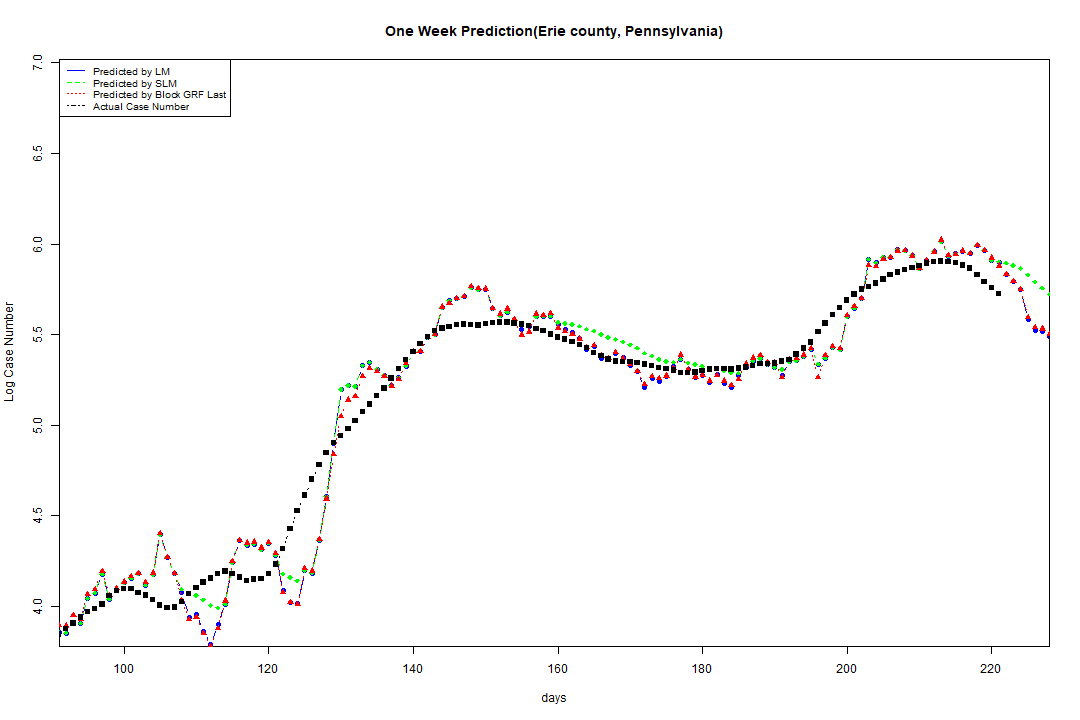 One Week Prediction(Erie county, Pennsylvania)
7.0
6.5
6.0
5.5
5.0
4.5
4.0
Log Case Number
Predicted by LM
Predicted by SLM
Predicted by Block GRF Last
Actual Case Number
100 120 140 160 180 200 220
days